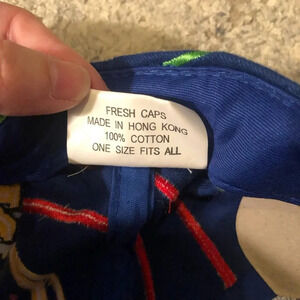 FRESH CAPS
MADE IN HONG KONG
100% COTTON
ONE SIZE FITS ALL